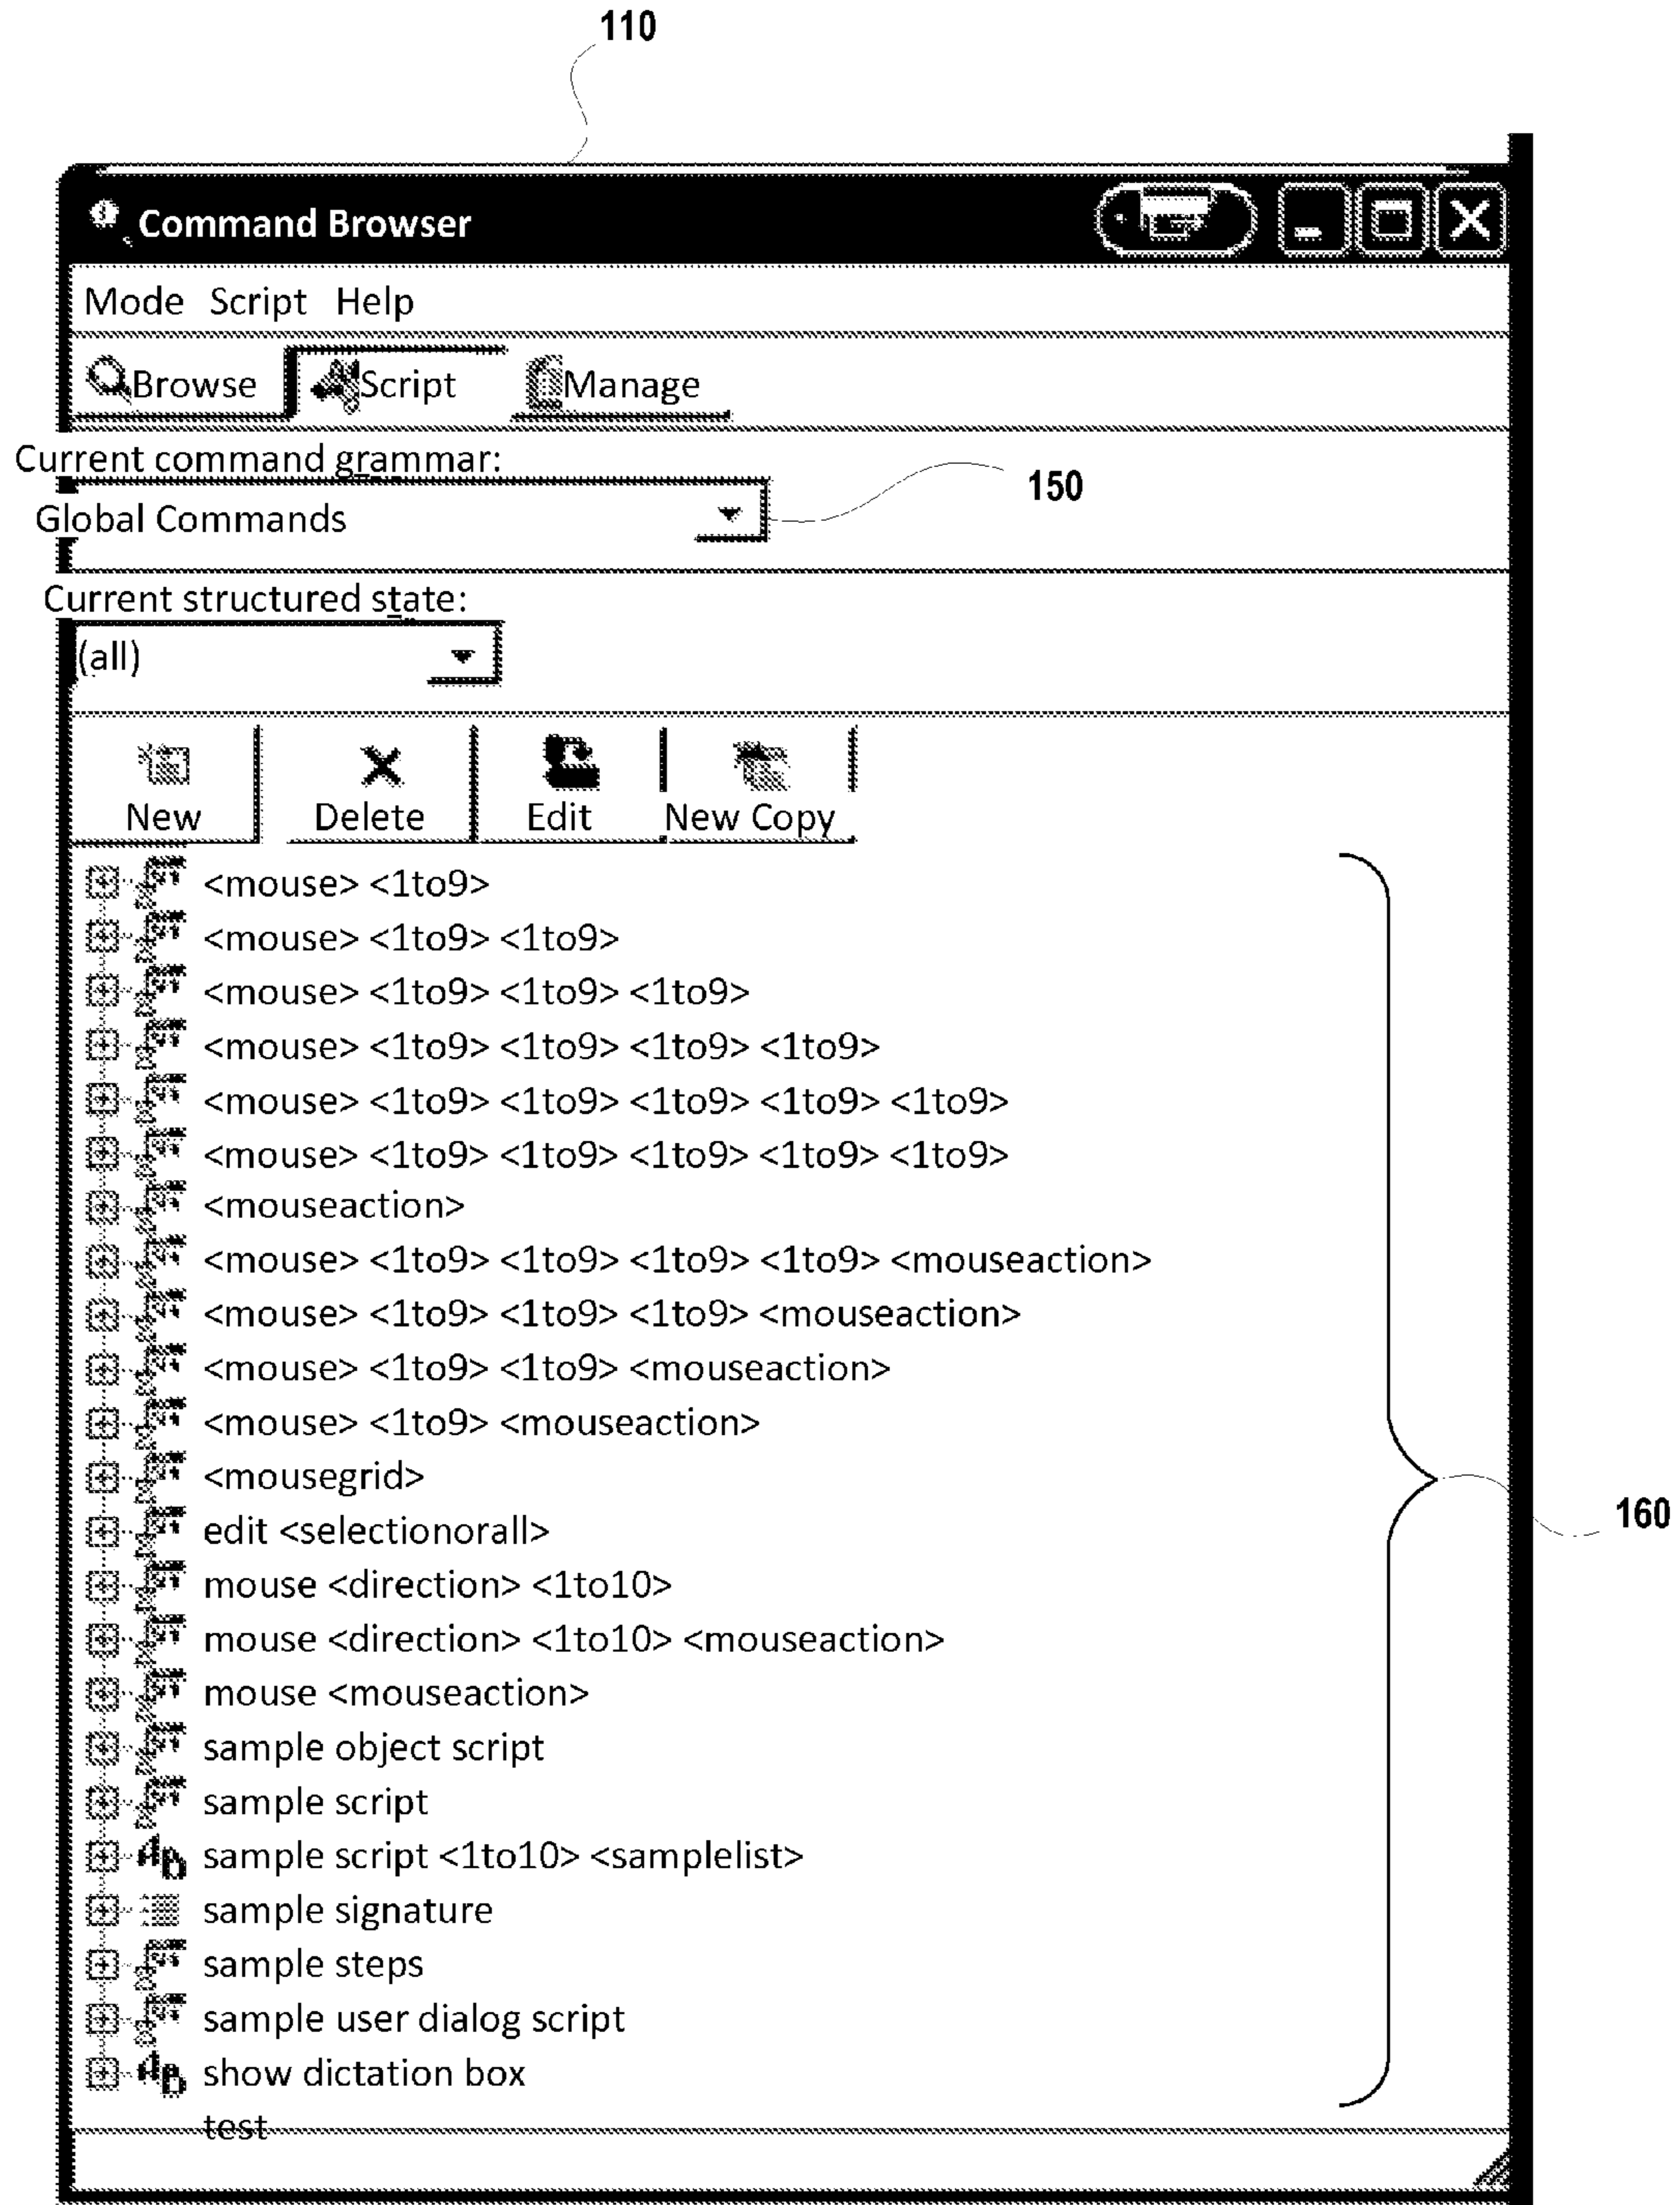 110
Command Browser
Mode Script Help
Browse Script Manage
Current command grammar:
Global Commands
150
Current structured state:
(all)
New Delete Edit New Copy
<mouse> <1to9>
<mouse> <1to9> <1to9>
<mouse> <1to9> <1to9> <1to9>
<mouse> <1to9> <1to9> <1to9> <1to9>
<mouse> <1to9> <1to9> <1to9> <1to9> <1to9>
<mouse> <1to9> <1to9> <1to9> <1to9> <1to9>
<mouseaction>
<mouse> <1to9> <1to9> <1to9> <1to9> <mouseaction>
<mouse> <1to9> <1to9> <1to9> <mouseaction>
<mouse> <1to9> <1to9> <mouseaction>
<mouse> <1to9> <mouseaction>
<mousegrid>
edit <selectionorall>
160
mouse <direction> <1to10>
mouse <direction> <1to10> <mouseaction>
mouse <mouseaction>
sample object script
sample script
sample script <1to10> <samplelist>
sample signature
sample steps
sample user dialog script
show dictation box
test